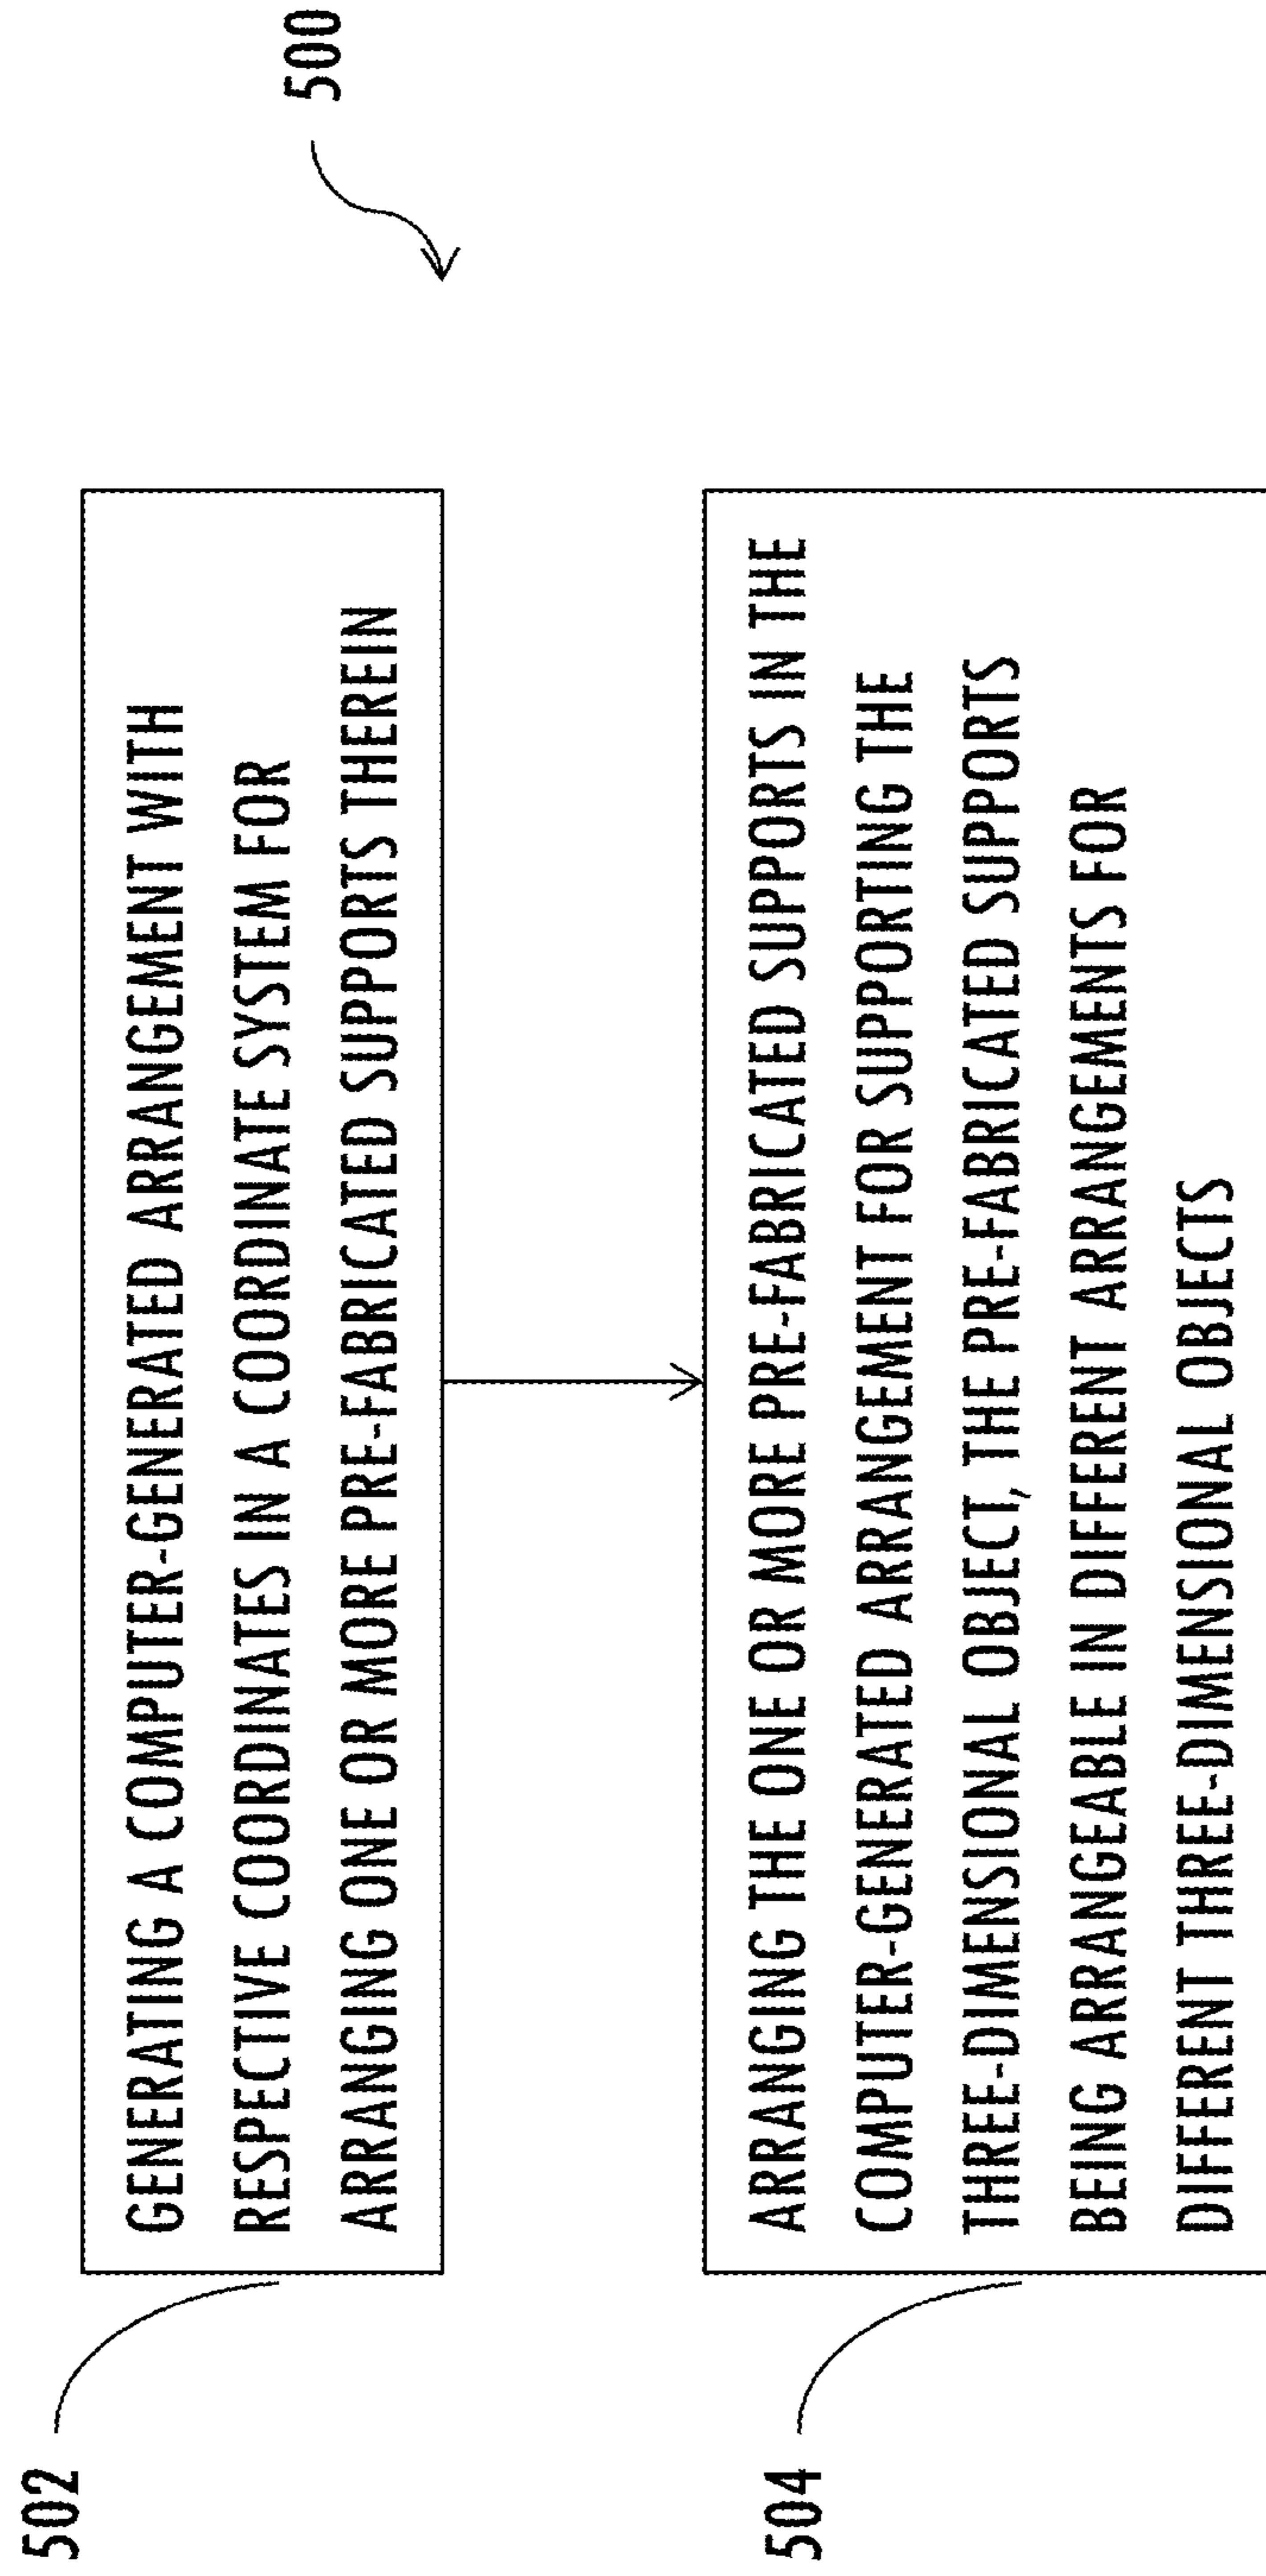 500
502
GENERATING A COMPUTER-GENERATED ARRANGEMENT WITH
RESPECTIVE COORDINATES IN A COORDINATE SYSTEM FOR
ARRANGING ONE OR MORE PRE-FABRICATED SUPPORTS THEREIN
504
ARRANGING THE ONE OR MORE PRE-FABRICATED SUPPORTS IN THE
COMPUTER-GENERATED ARRANGEMENT FOR SUPPORTING THE
THREE-DIMENSIONAL OBJECT, THE PRE-FABRICATED SUPPORTS
BEING ARRANGEABLE IN DIFFERENT ARRANGEMENTS FOR
DIFFERENT THREE-DIMENSIONAL OBJECTS